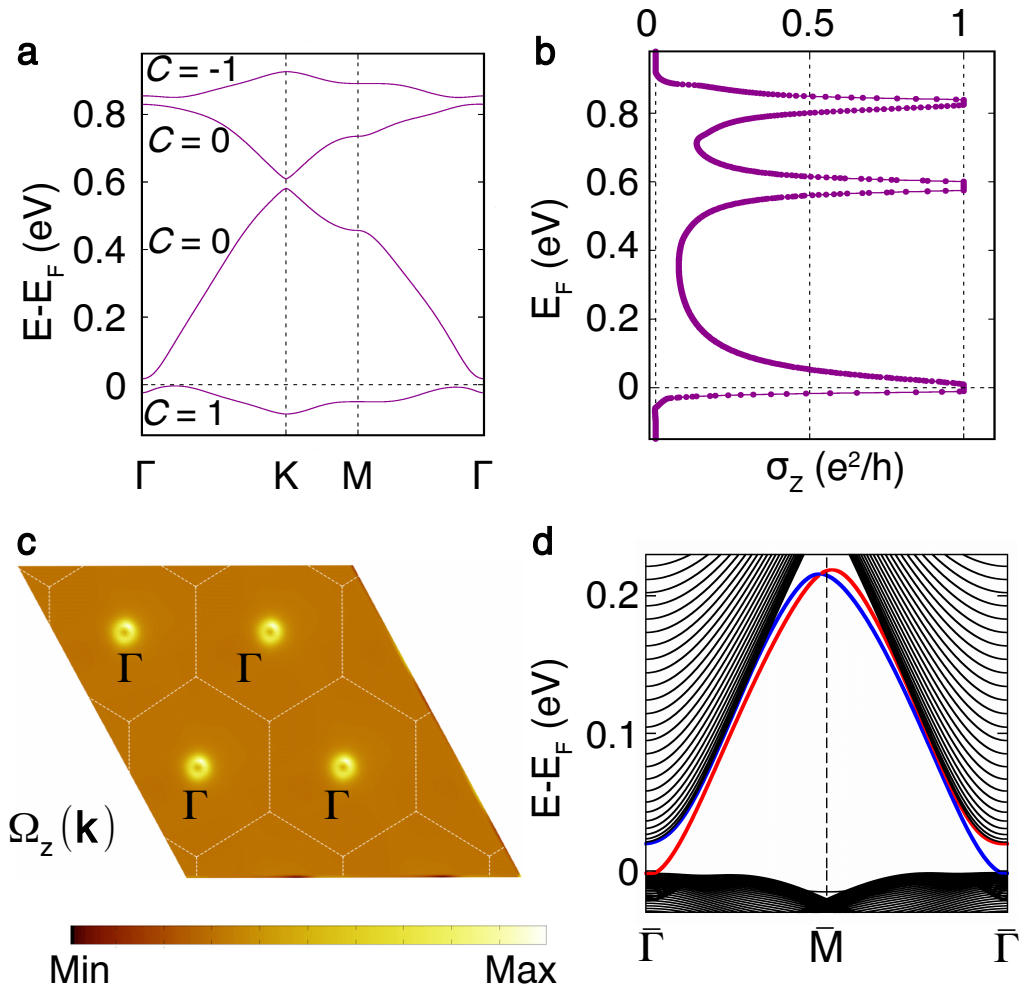 a
C = -1
C = 0
C = 0
C = 1
0.8
0.6
0.4
0.2
0
E-E_F (eV)
Γ K M Γ
b
0 0.5 1
0.8
0.6
0.4
0.2
0
E_F (eV)
σ_Z (e²/h)
c
Γ Γ
Γ Γ
Ω_z(k)
Min Max
d
0.2
0.1
0
E-E_F (eV)
Γ̄ M̄ Γ̄